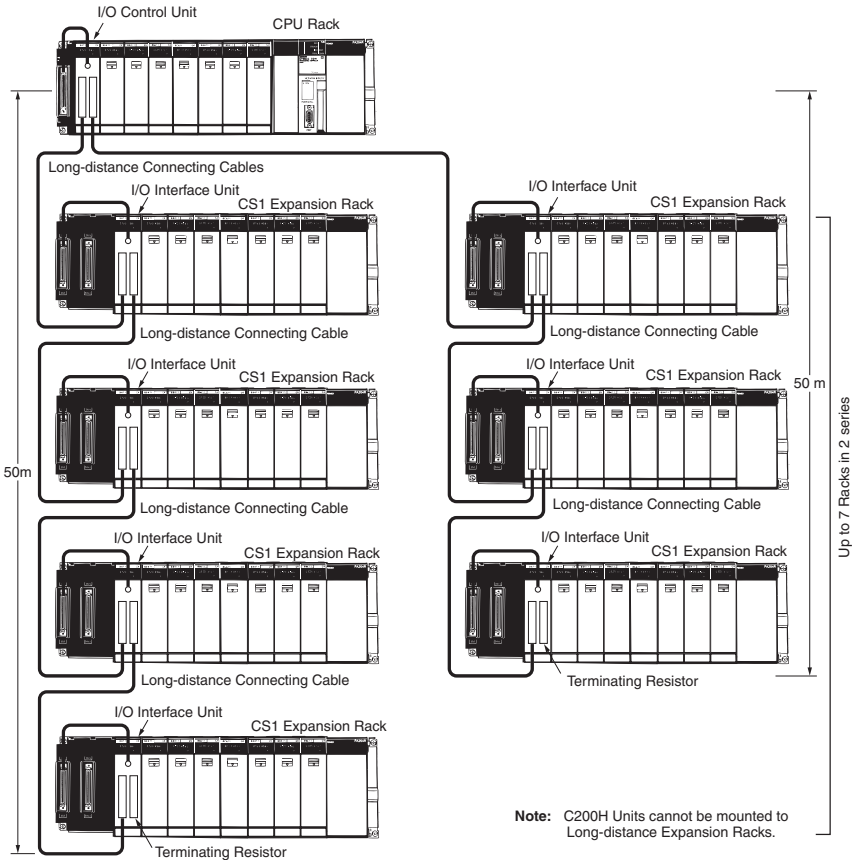 I/O Control Unit
CPU Rack
Long-distance Connecting Cables
I/O Interface Unit
CS1 Expansion Rack
I/O Interface Unit
CS1 Expansion Rack
Long-distance Connecting Cable
Long-distance Connecting Cable
I/O Interface Unit
CS1 Expansion Rack
I/O Interface Unit
CS1 Expansion Rack
50 m
50m
Long-distance Connecting Cable
Long-distance Connecting Cable
Up to 7 Racks in 2 series
I/O Interface Unit
CS1 Expansion Rack
I/O Interface Unit
CS1 Expansion Rack
Long-distance Connecting Cable
Terminating Resistor
I/O Interface Unit
CS1 Expansion Rack
Note: C200H Units cannot be mounted to
Long-distance Expansion Racks.
Terminating Resistor